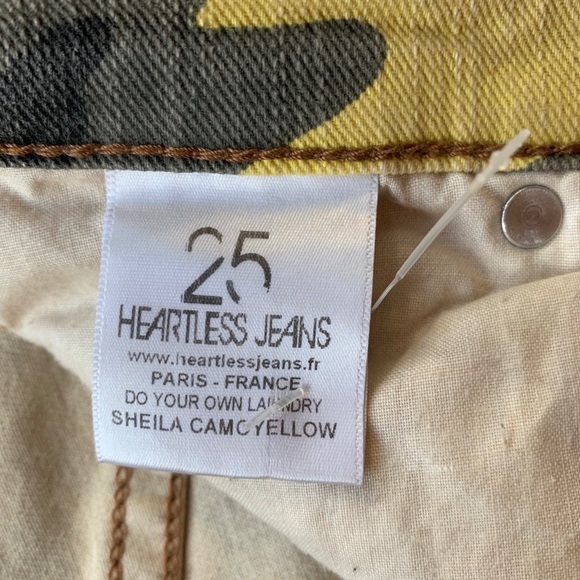 25
HEARTLESS JEANS
www.heartlessjeans.fr
PARIS - FRANCE
DO YOUR OWN LAUNDRY
SHEILA CAMOYELLOW